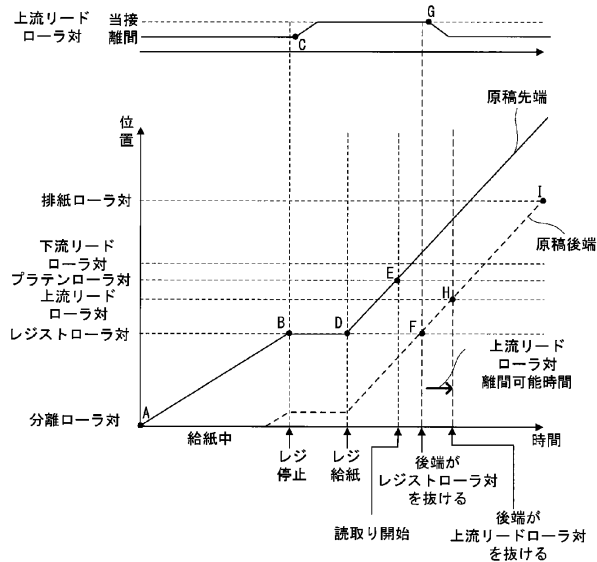 上流リード
ローラ対
当接
離間
C
G
位
置
原稿先端
排紙ローラ対
I
原稿後端
下流リード
ローラ対
プラテンローラ対
E
上流リード
ローラ対
H
レジストローラ対
B
D
F
上流リード
ローラ対
離間可能時間
分離ローラ対
A
給紙中
時間
レジ
停止
レジ
給紙
後端が
レジストローラ対
を抜ける
読取り開始
後端が
上流リードローラ対
を抜ける